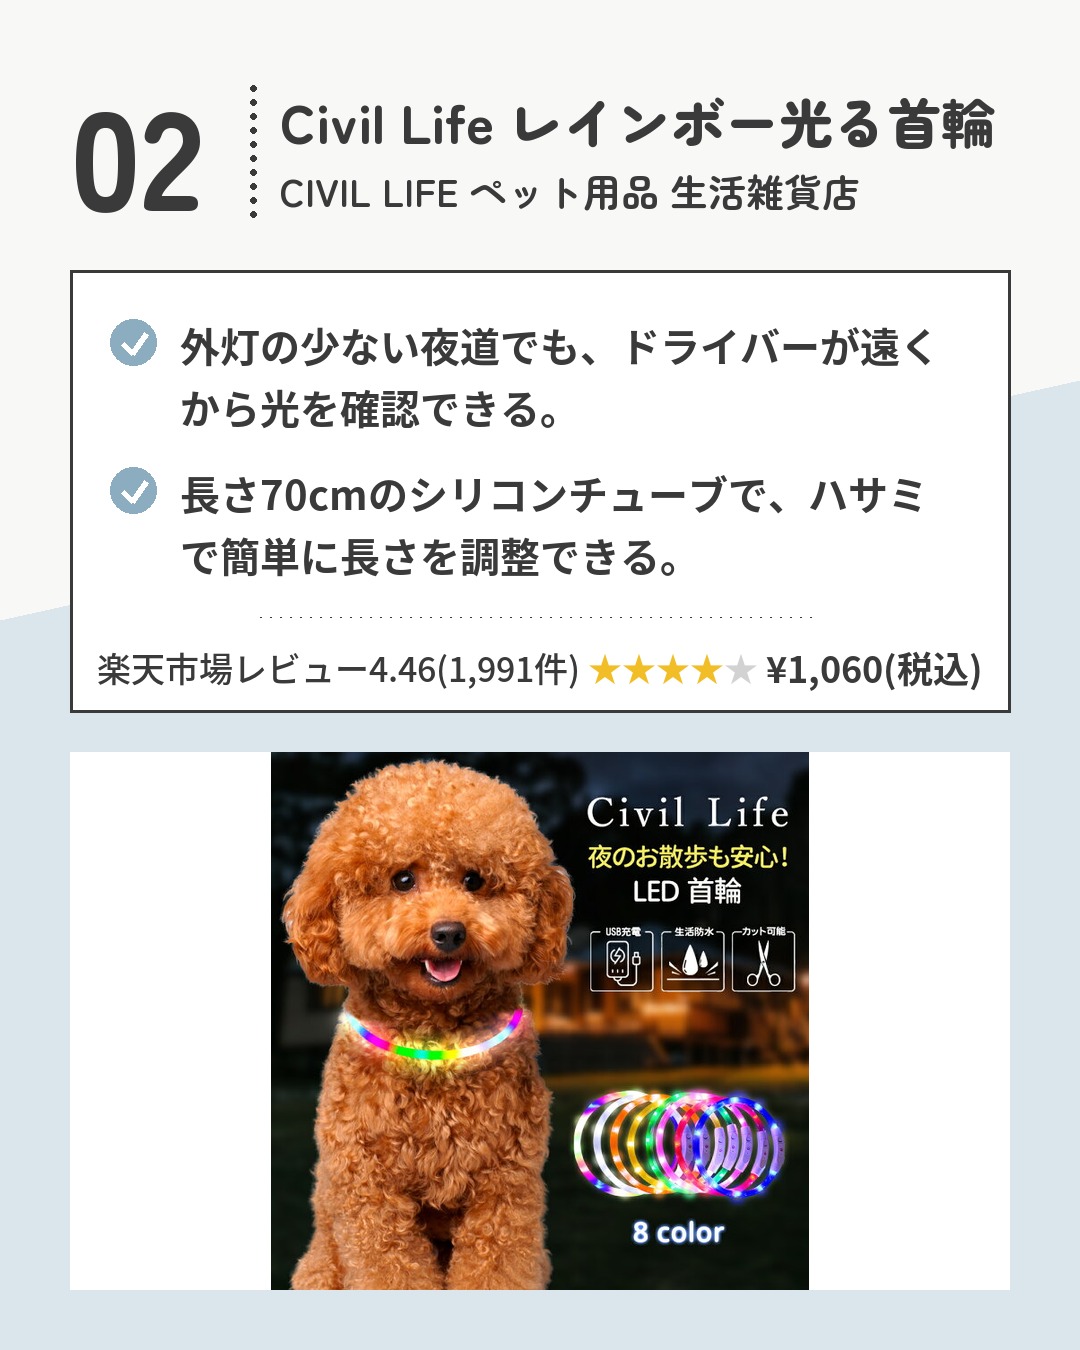 02
Civil Life レインボー光る首輪
CIVIL LIFE ペット用品 生活雑貨店
外灯の少ない夜道でも、ドライバーが遠く
から光を確認できる。
長さ70cmのシリコンチューブで、ハサミ
で簡単に長さを調整できる。
楽天市場レビュー4.46(1,991件) ★★★★★ ¥1,060(税込)
Civil Life
夜のお散歩も安心!
LED 首輪
USB充電 生活防水 カット可能
8 color